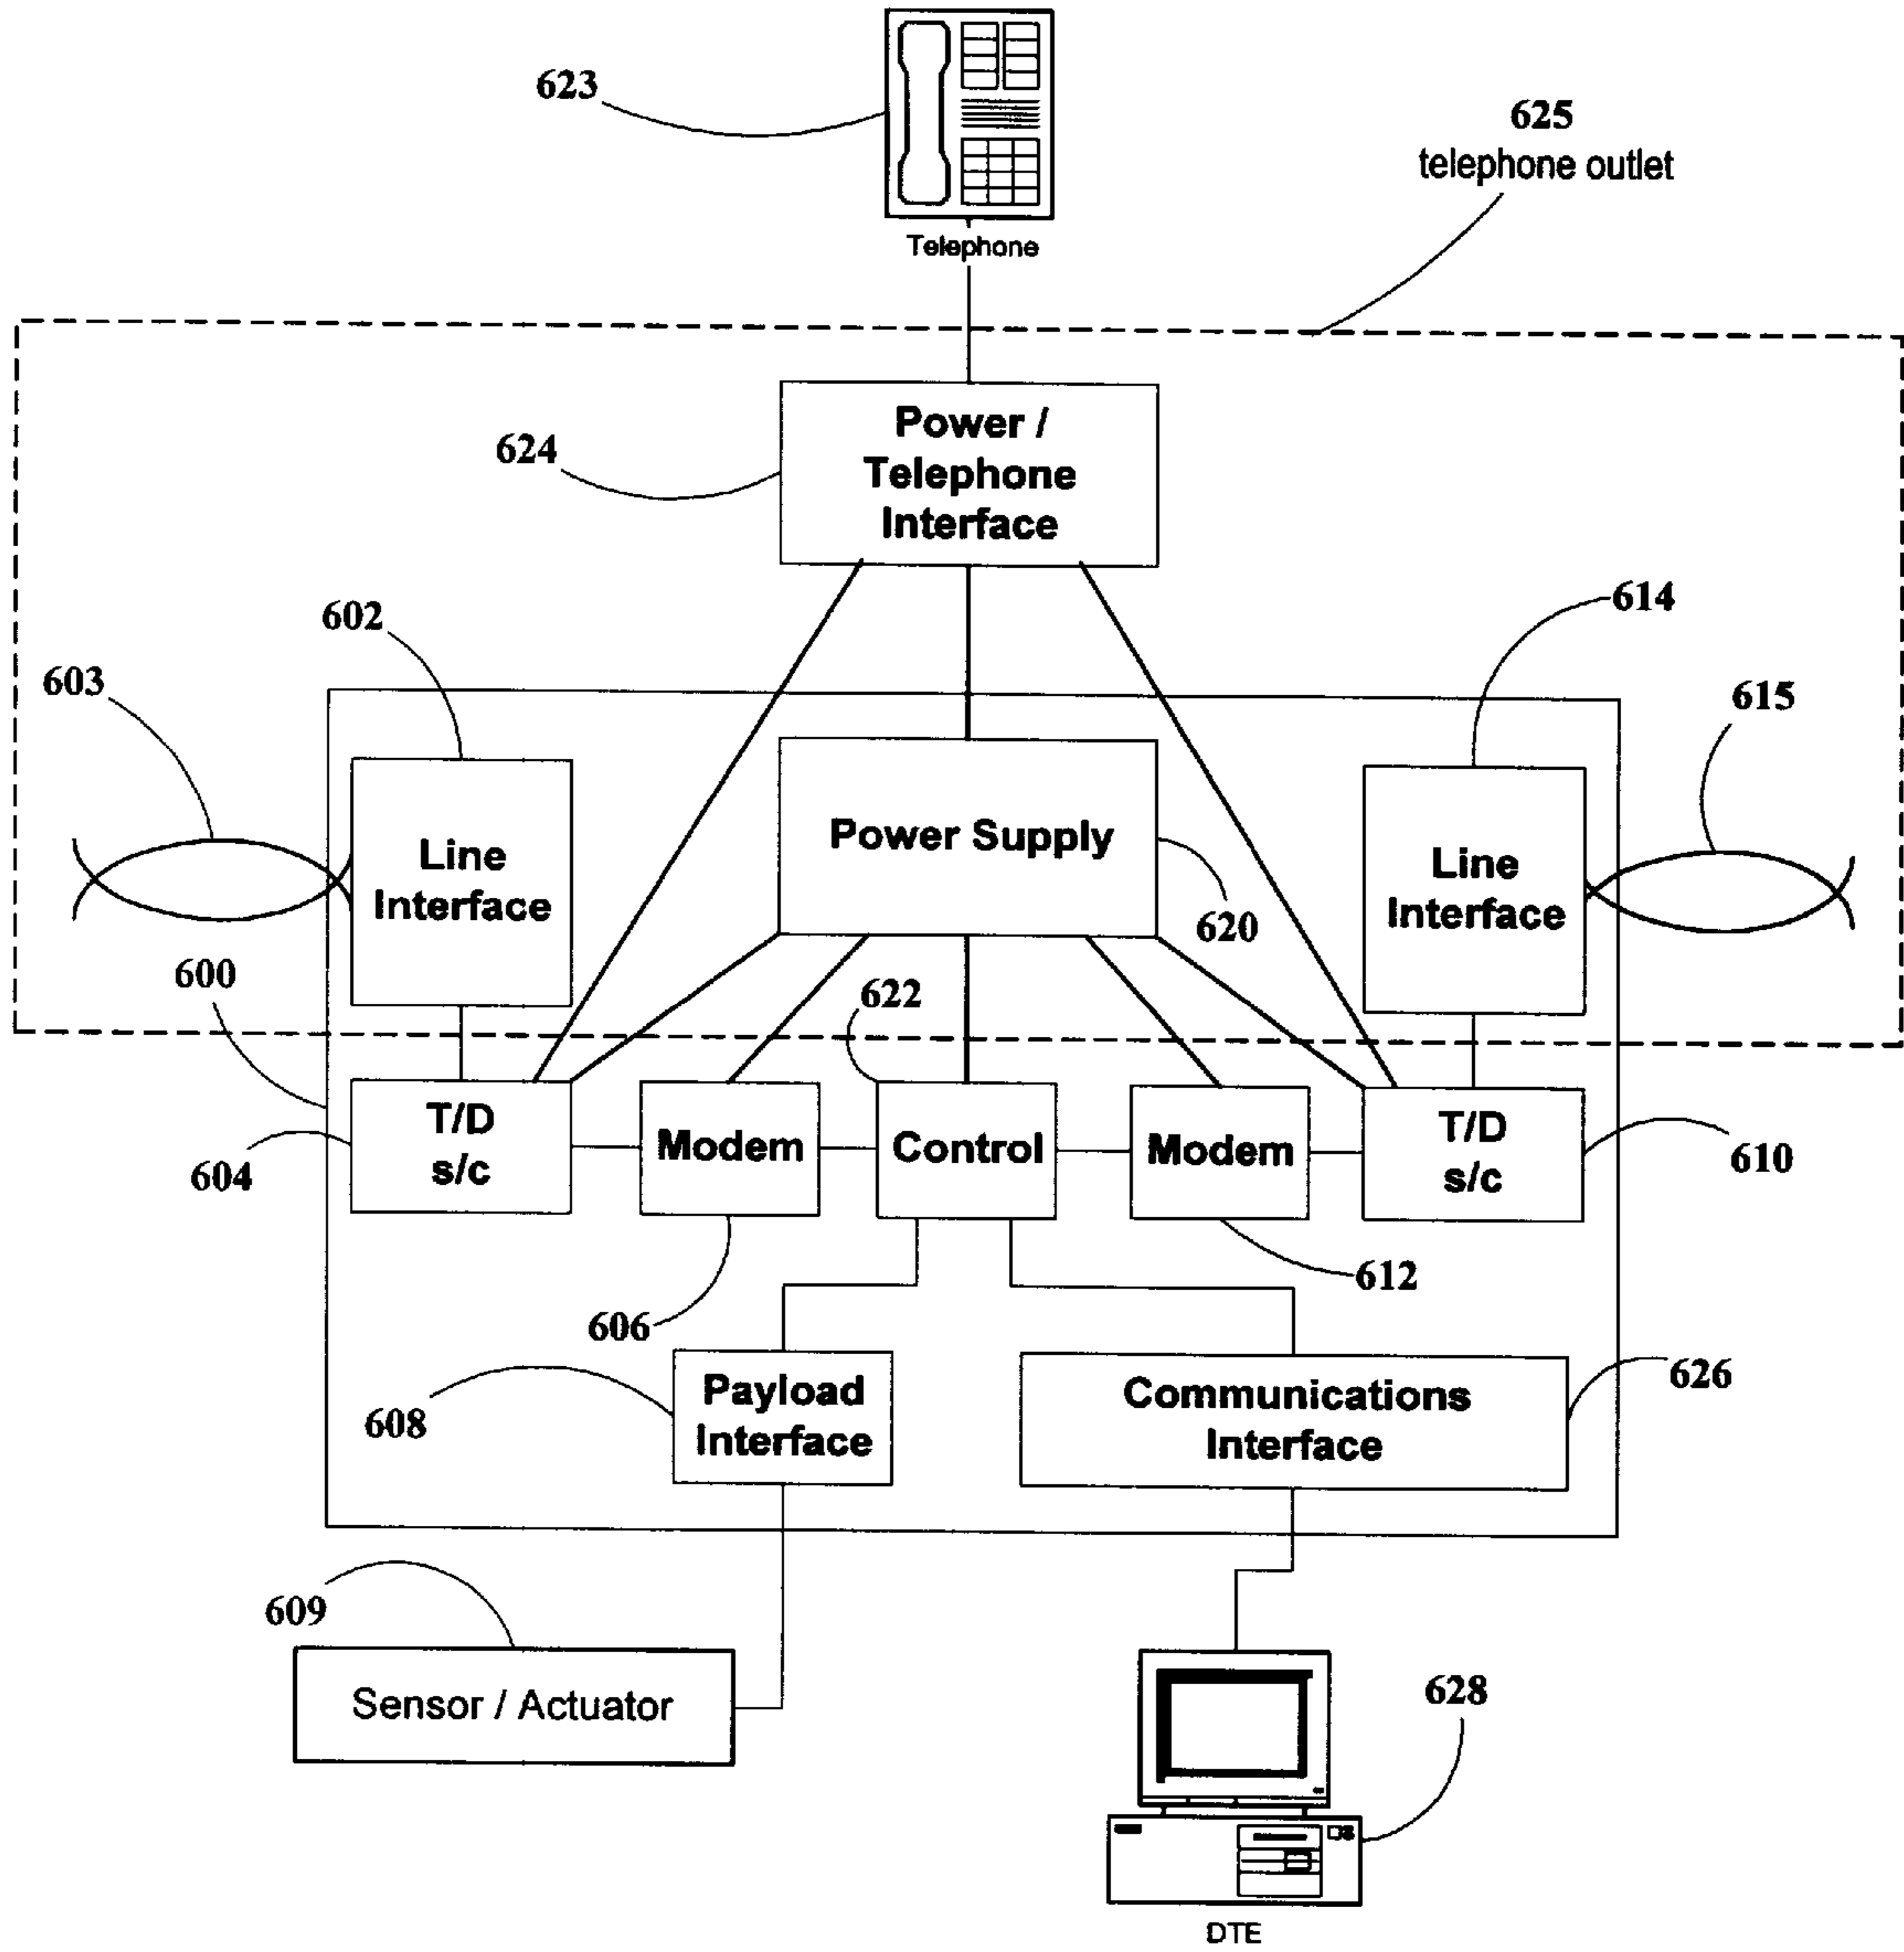 623
625
telephone outlet
Telephone
Power /
Telephone
Interface
624
602
614
603
615
Line
Interface
Power Supply
Line
Interface
620
600
622
T/D
s/c
Modem
Control
Modem
T/D
s/c
604
610
606
612
Payload
Interface
Communications
Interface
608
626
609
Sensor / Actuator
628
DTE